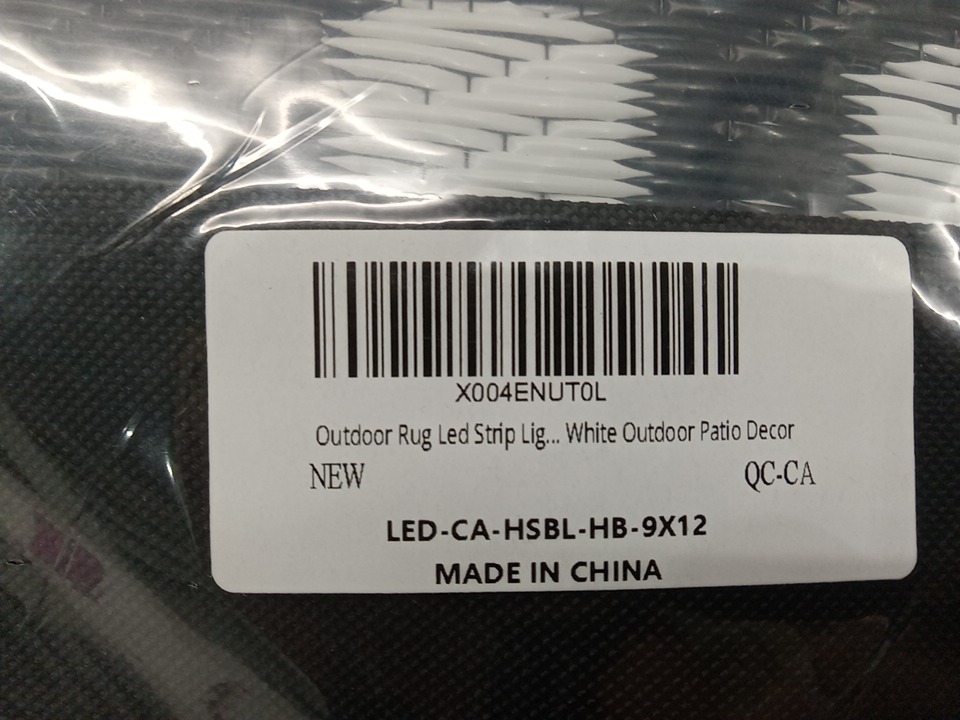 X004ENUT0L
Outdoor Rug Led Strip Lig... White Outdoor Patio Decor
NEW QC-CA
LED-CA-HSBL-HB-9X12
MADE IN CHINA